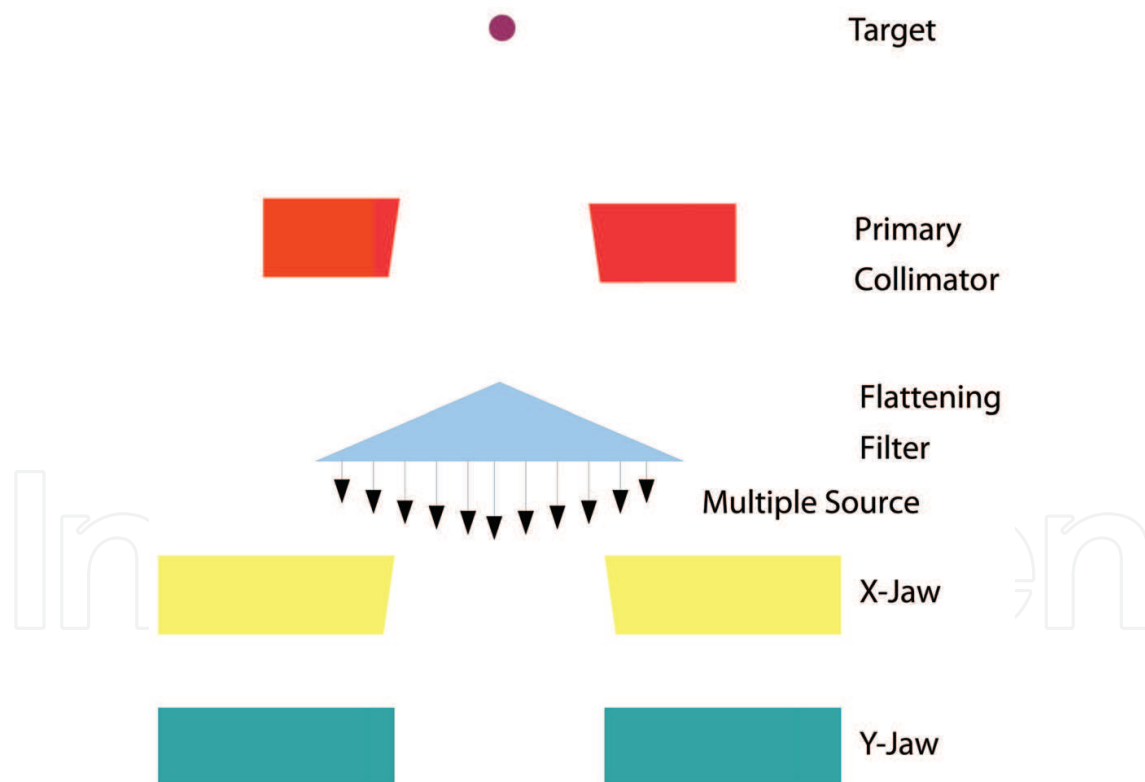 Target
Primary
Collimator
Flattening
Filter
Multiple Source
X-Jaw
Y-Jaw